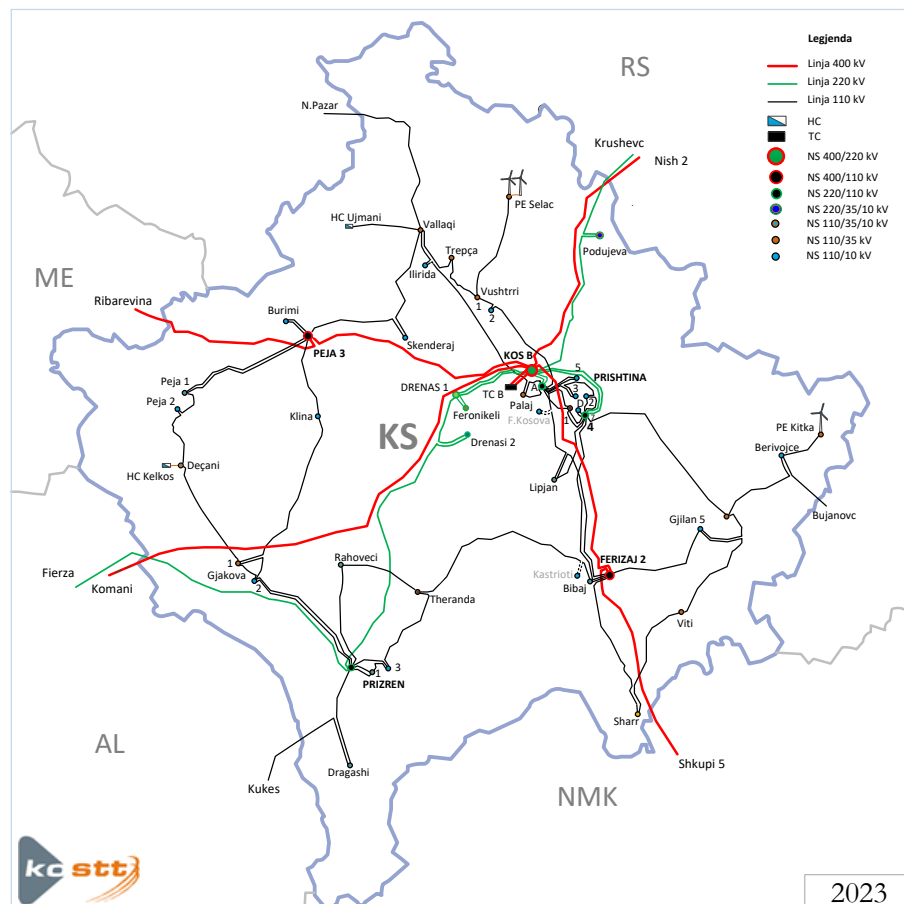 Legjenda
Linja 400 kV
Linja 220 kV
Linja 110 kV
HC
TC
NS 400/220 kV
NS 400/110 kV
NS 220/110 kV
NS 220/35/10 kV
NS 110/35/10 kV
NS 110/35 kV
NS 110/10 kV
RS
N.Pazar
Krushevc
Nish 2
PE Selac
HC Ujmani
Vallaqi
Trepça
Ilirida
Podujeva
ME
Vushtrri
1
2
Ribarevina
Burimi
Skenderaj
PEJA 3
KOS B
5
PRISHTINA
DRENAS 1
TC B
A
Peja 1
Palaj
3
2
D
Peja 2
Feronikeli
F.Kosova
1
7
4
Klina
KS
Drenasi 2
PE Kitka
Berivojce
HC Kelkos
Deçani
Lipjan
Bujanovc
Gjilan 5
FERIZAJ 2
Rahoveci
1
Gjakova
Kastrioti
Fierza
2
Bibaj
Komani
Theranda
Viti
3
1
PRIZREN
Sharr
AL
Shkupi 5
Dragashi
Kukes
NMK
kostt
2023